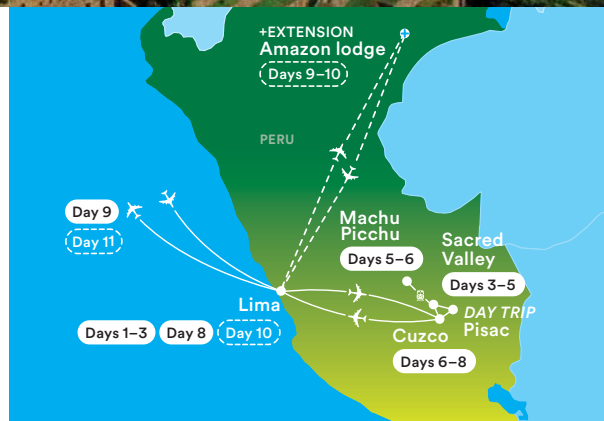 +EXTENSION
Amazon lodge
Days 9–10
PERU
Day 9
Day 11
Machu
Picchu
Days 5–6
Sacred
Valley
Days 3–5
DAY TRIP
Pisac
Lima
Days 1–3 Day 8 Day 10
Cuzco
Days 6–8